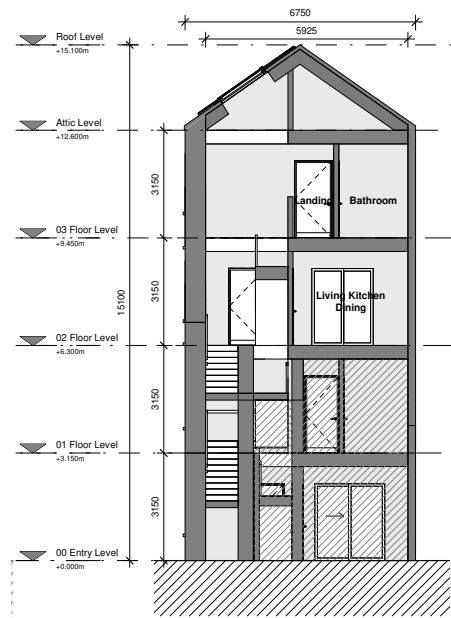 6750
5925
Roof Level
+15.100m
Attic Level
+12.600m
3150
Landing
Bathroom
03 Floor Level
+9.450m
15100
3150
Living Kitchen
Dining
02 Floor Level
+6.300m
3150
01 Floor Level
+3.150m
3150
00 Entry Level
+0.000m